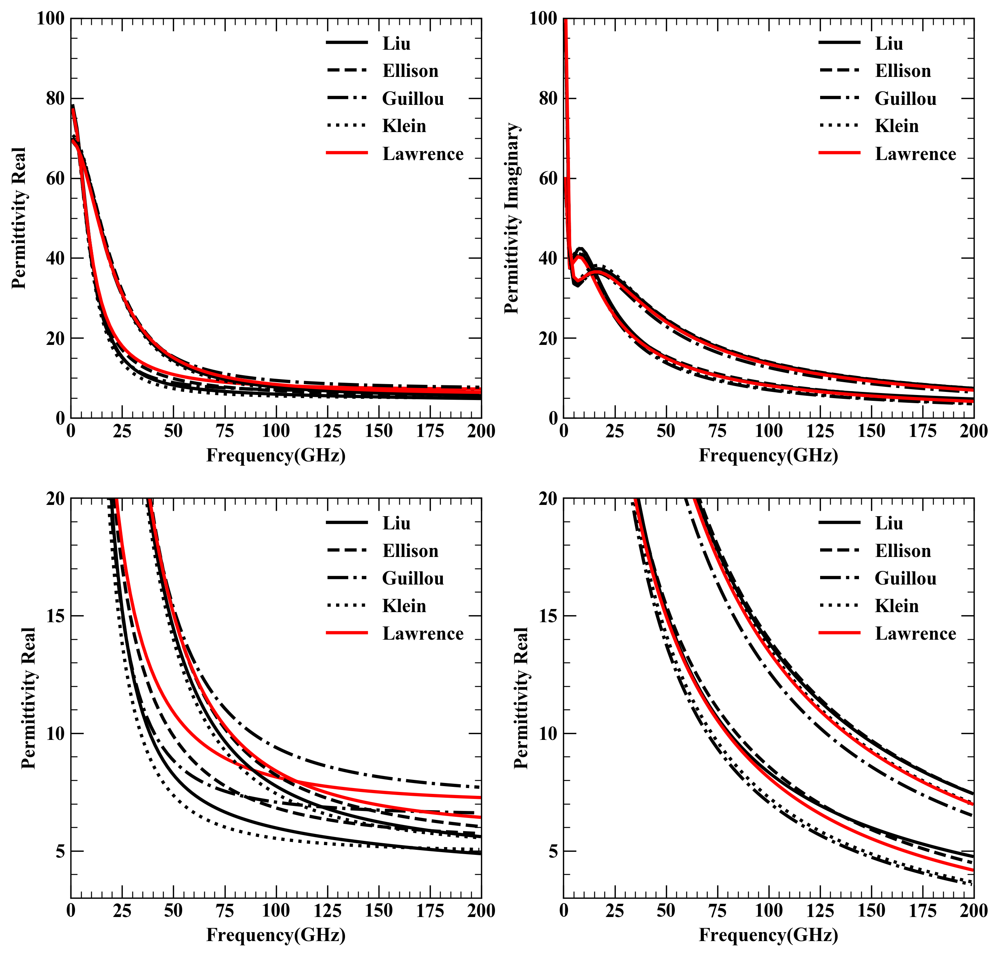 Permittivity Real
100
80
60
40
20
0
Liu
Ellison
Guillou
Klein
Lawrence
0 25 50 75 100 125 150 175 200
Frequency(GHz)
Permittivity Imaginary
100
80
60
40
20
0
Liu
Ellison
Guillou
Klein
Lawrence
0 25 50 75 100 125 150 175 200
Frequency(GHz)
Permittivity Real
20
15
10
5
Liu
Ellison
Guillou
Klein
Lawrence
0 25 50 75 100 125 150 175 200
Frequency(GHz)
Permittivity Real
20
15
10
5
Liu
Ellison
Guillou
Klein
Lawrence
0 25 50 75 100 125 150 175 200
Frequency(GHz)